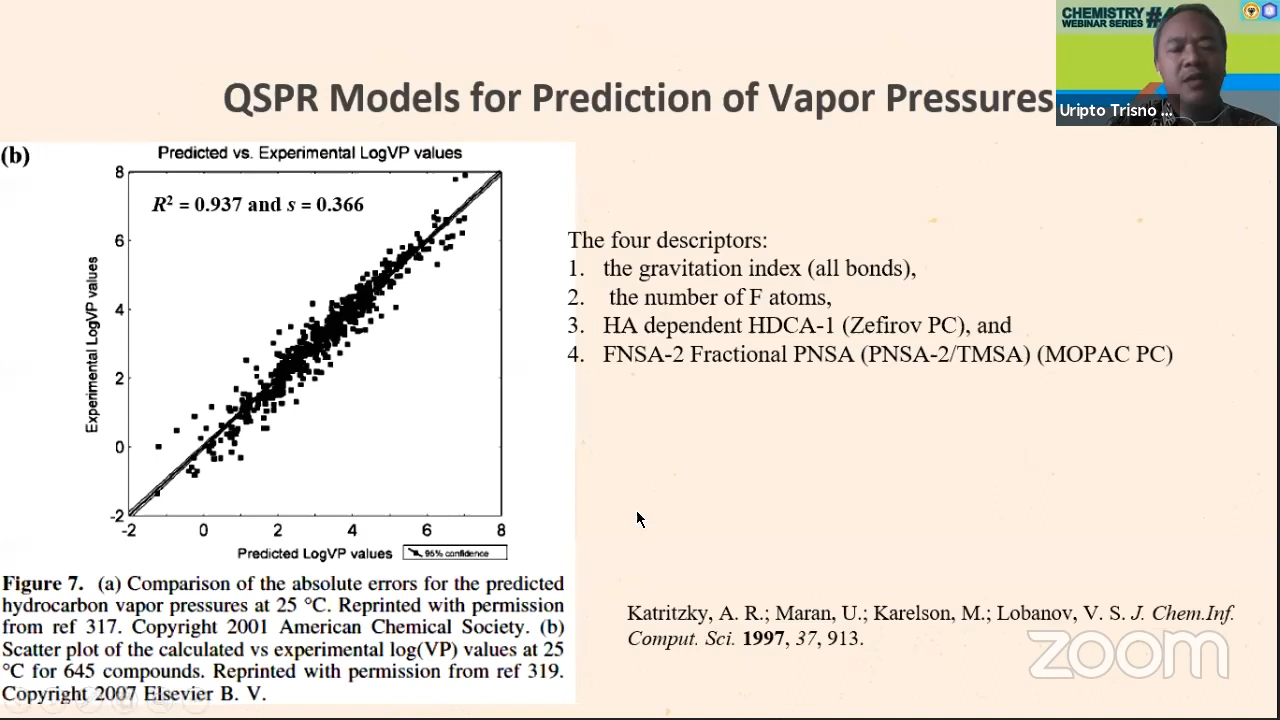 CHEMISTRY #4
WEBINAR SERIES
Uripto Trisno ...
QSPR Models for Prediction of Vapor Pressures
(b)
Predicted vs. Experimental LogVP values
R² = 0.937 and s = 0.366
Experimental LogVP values
8
6
4
2
0
-2
-2 0 2 4 6 8
Predicted LogVP values
95% confidence
Figure 7. (a) Comparison of the absolute errors for the predicted
hydrocarbon vapor pressures at 25 °C. Reprinted with permission
from ref 317. Copyright 2001 American Chemical Society. (b)
Scatter plot of the calculated vs experimental log(VP) values at 25
°C for 645 compounds. Reprinted with permission from ref 319.
Copyright 2007 Elsevier B. V.
The four descriptors:
1. the gravitation index (all bonds),
2. the number of F atoms,
3. HA dependent HDCA-1 (Zefirov PC), and
4. FNSA-2 Fractional PNSA (PNSA-2/TMSA) (MOPAC PC)
Katritzky, A. R.; Maran, U.; Karelson, M.; Lobanov, V. S. J. Chem.Inf.
Comput. Sci. 1997, 37, 913.
zoom